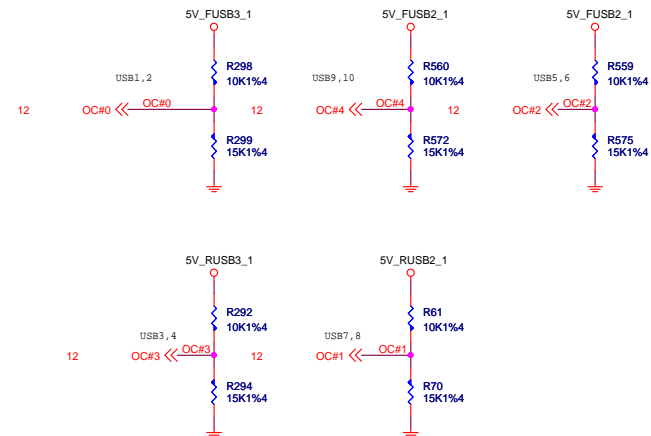 5V_FUSB3_1 5V_FUSB2_1 5V_FUSB2_1
R298 R560 R559
USB1,2 10K1%4 USB9,10 10K1%4 USB5,6 10K1%4
12 OC#0 OC#0 12 OC#4 OC#4 12 OC#2 OC#2
R299 R572 R575
15K1%4 15K1%4 15K1%4
5V_RUSB3_1 5V_RUSB2_1
R292 R61
10K1%4 10K1%4
USB3,4 USB7,8
12 OC#3 OC#3 12 OC#1 OC#1
R294 R70
15K1%4 15K1%4